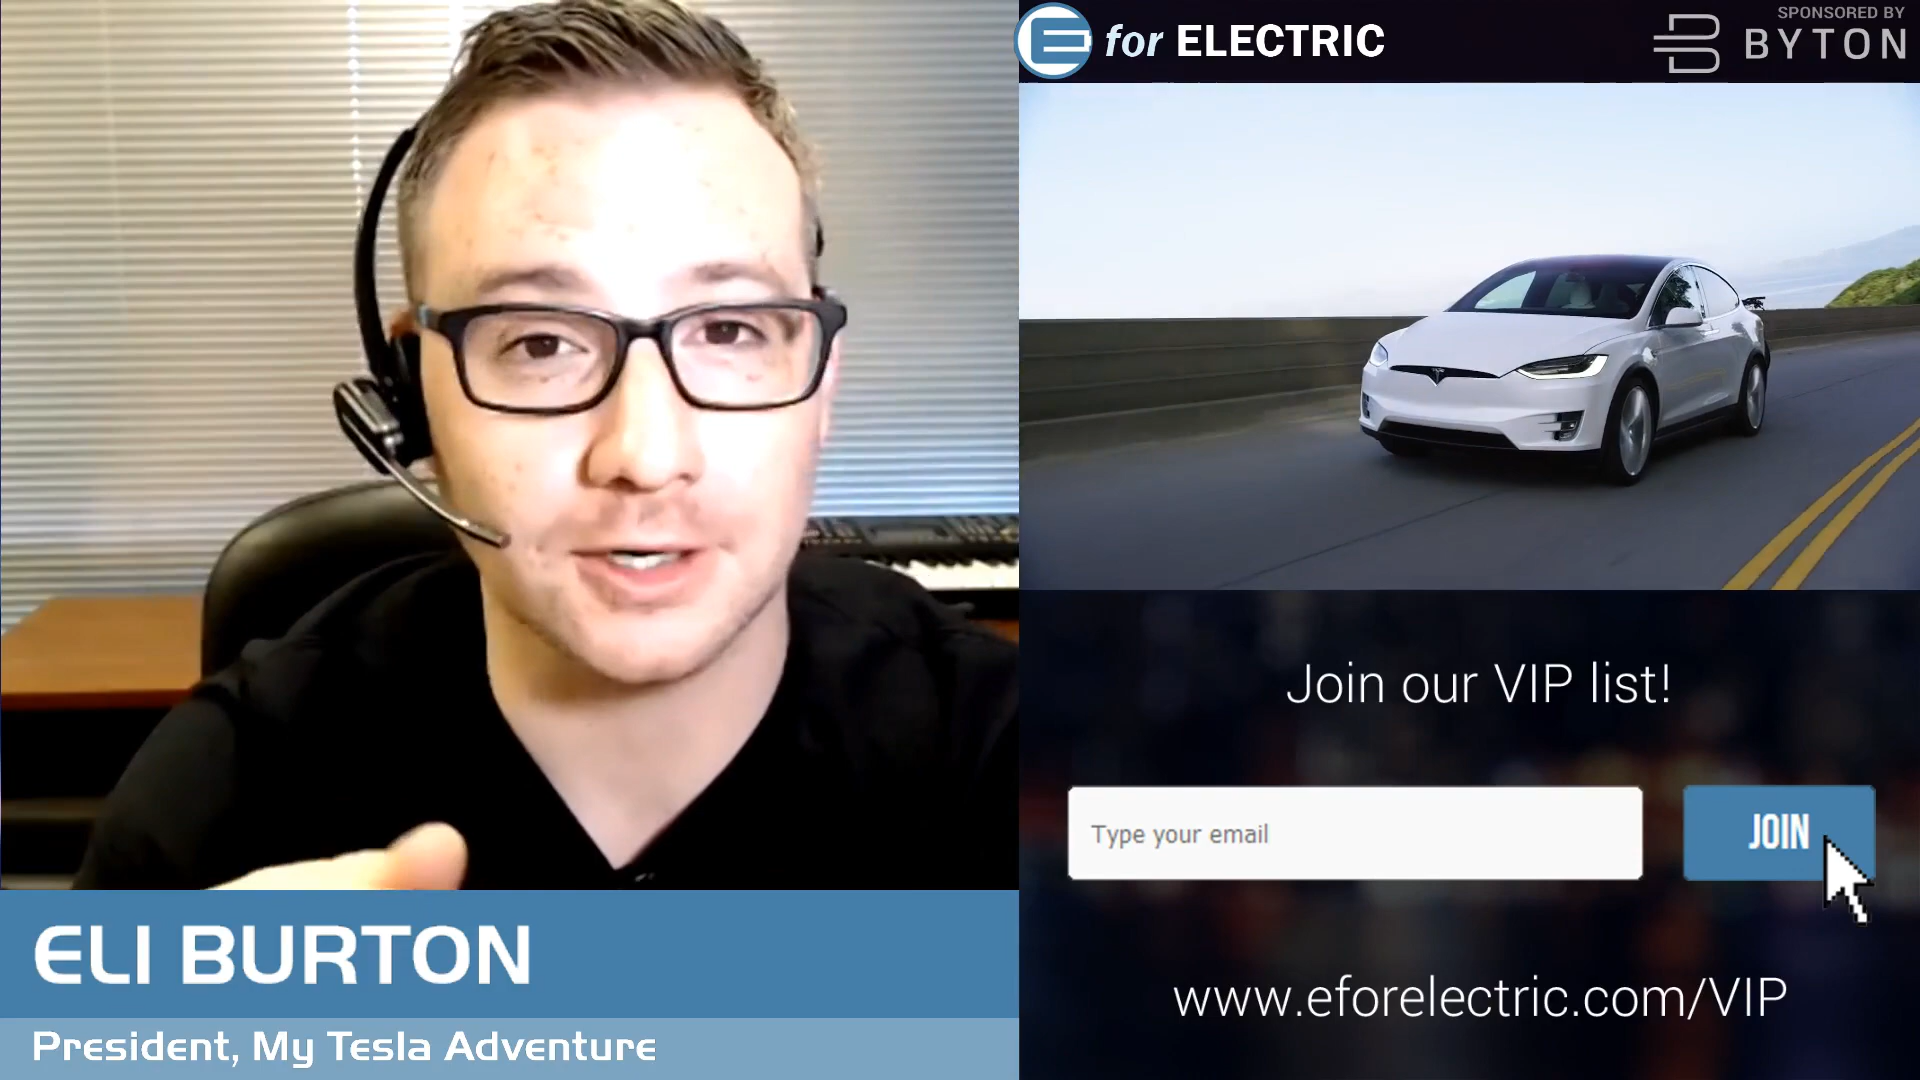 for ELECTRIC
SPONSORED BY
BYTON
Join our VIP list!
Type your email
JOIN
www.eforelectric.com/VIP
ELI BURTON
President, My Tesla Adventure